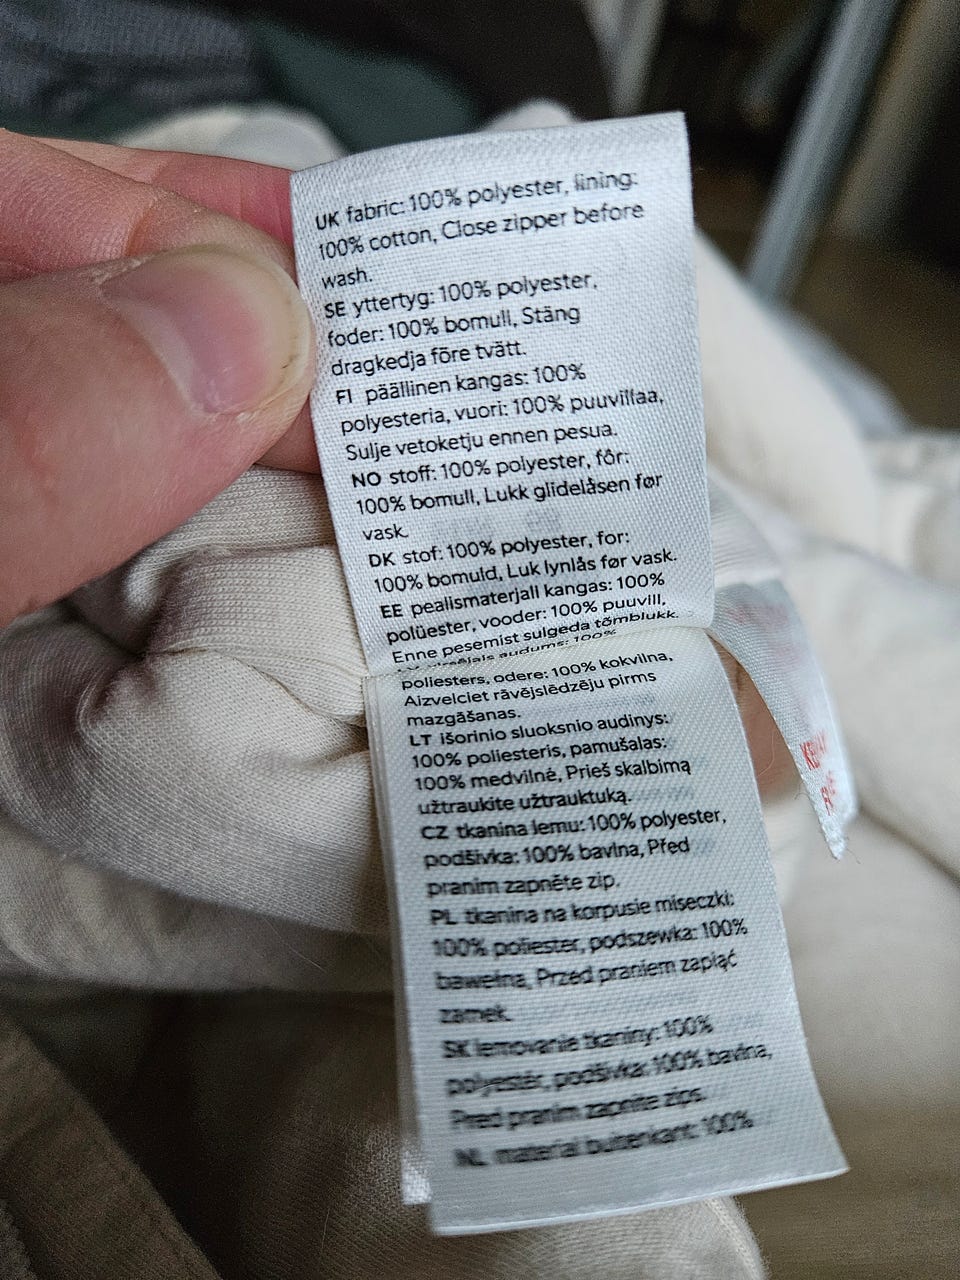 UK fabric: 100% polyester, lining:
100% cotton, Close zipper before
wash.
SE yttertyg: 100% polyester,
foder: 100% bomull, Stäng
dragkedja före tvätt.
FI päällinen kangas: 100%
polyesteria, vuori: 100% puuvillaa,
Sulje vetoketju ennen pesua.
NO stoff: 100% polyester, fôr:
100% bomull, Lukk glidelåsen før
vask.
DK stof: 100% polyester, for:
100% bomuld, Luk lynlås før vask.
EE pealismaterjall kangas: 100%
polüester, vooder: 100% puuvill,
Enne pesemist sulgeda tõmblukk.
audums: 100%
poliesters, odere: 100% kokvilna,
Aizvelciet rāvējslēdzēju pirms
mazgāšanas.
LT išorinio sluoksnio audinys:
100% poliesteris, pamušalas:
100% medvilnė, Prieš skalbimą
užtraukite užtrauktuką.
CZ tkanina lemu: 100% polyester,
podšívka: 100% bavlna, Před
praním zapněte zip.
PL tkanina na korpusie miseczki:
100% poliester, podszewka: 100%
bawełna, Przed praniem zapiąć
zamek.
SK lemovanie tkaniny: 100%
polyestér, podšívka: 100% bavlna,
Pred praním zapnite zips.
NL materiaal buitenkant: 100%